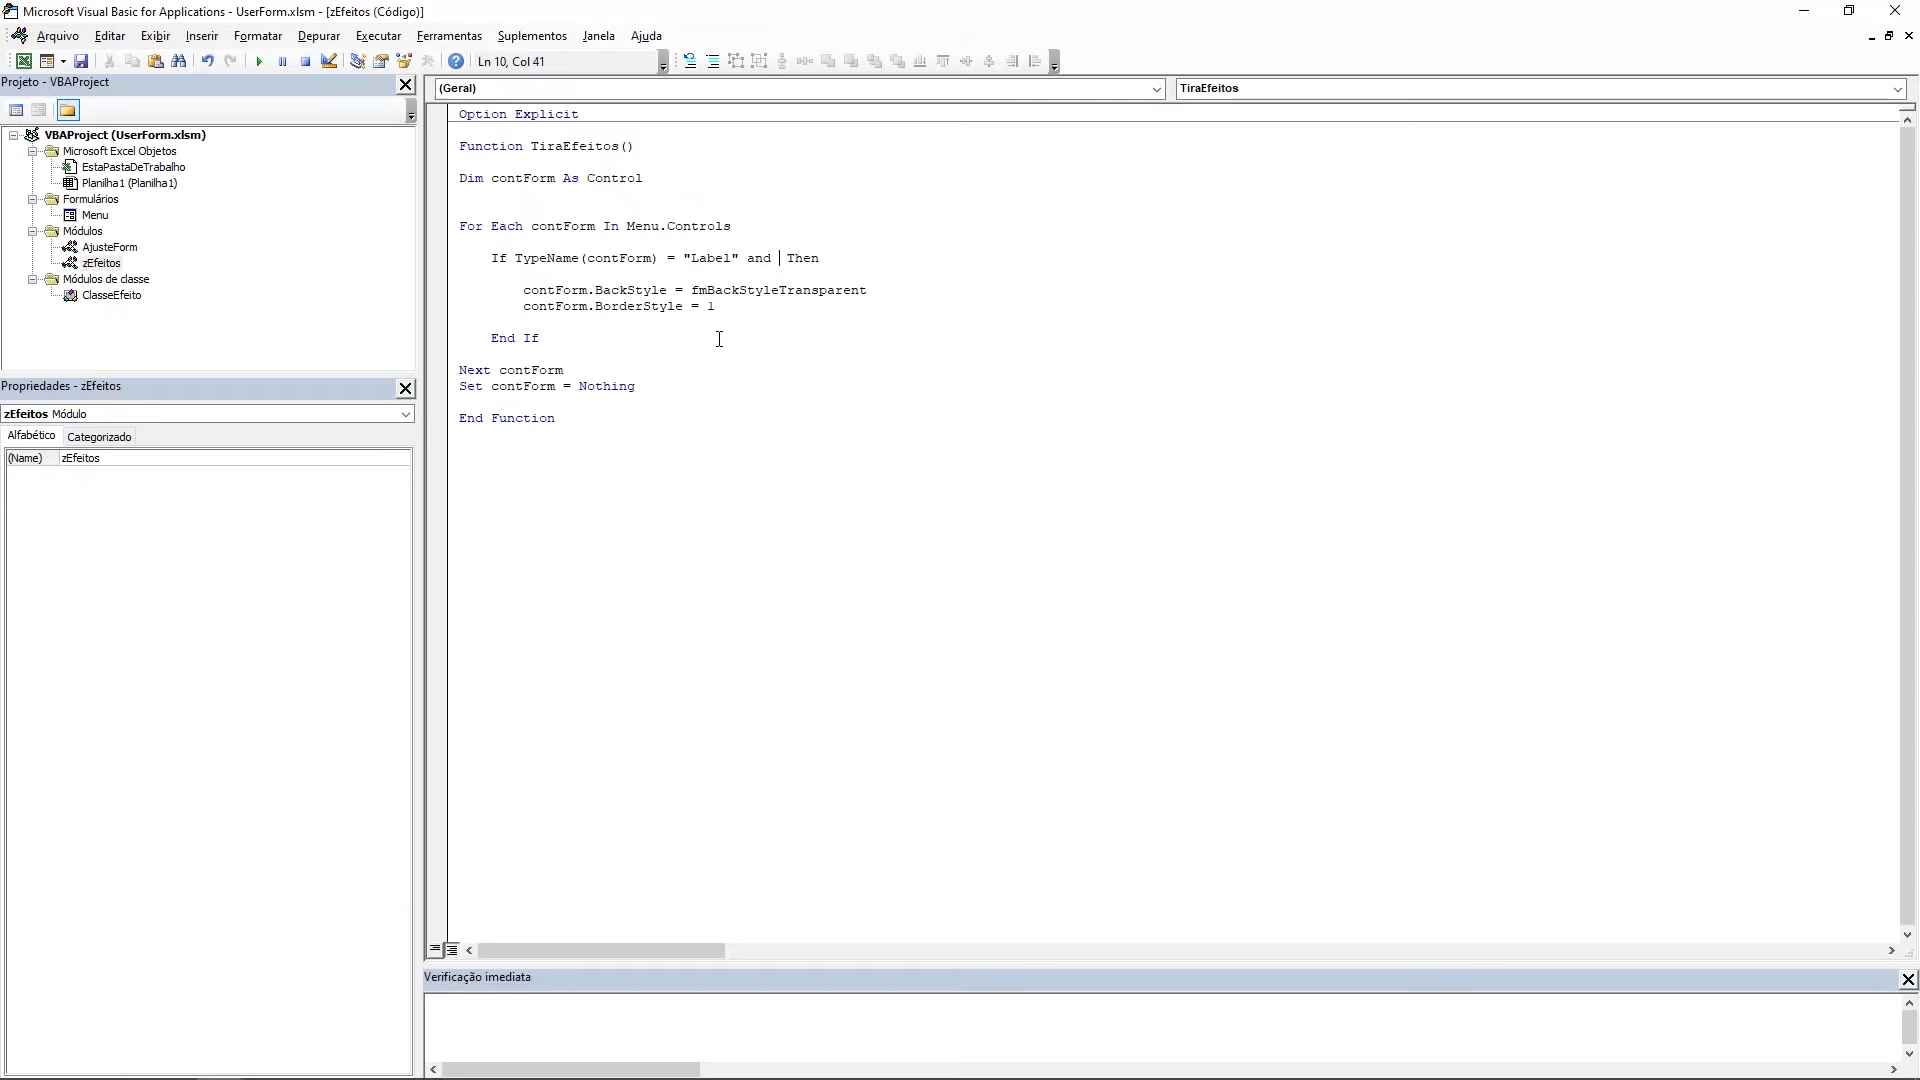 Microsoft Visual Basic for Applications - UserForm.xlsm - [zEfeitos (Código)]
Arquivo Editar Exibir Inserir Formatar Depurar Executar Ferramentas Suplementos Janela Ajuda
Ln 10, Col 41
Projeto - VBAProject
VBAProject (UserForm.xlsm)
Microsoft Excel Objetos
EstaPastaDeTrabalho
Planilha1 (Planilha1)
Formulários
Menu
Módulos
AjusteForm
zEfeitos
Módulos de classe
ClasseEfeito
Propriedades - zEfeitos
zEfeitos Módulo
Alfabético Categorizado
(Name) zEfeitos
(Geral) TiraEfeitos
Option Explicit
Function TiraEfeitos()
Dim contForm As Control
For Each contForm In Menu.Controls
If TypeName(contForm) = "Label" and Then
contForm.BackStyle = fmBackStyleTransparent
contForm.BorderStyle = 1
End If
Next contForm
Set contForm = Nothing
End Function
Verificação imediata